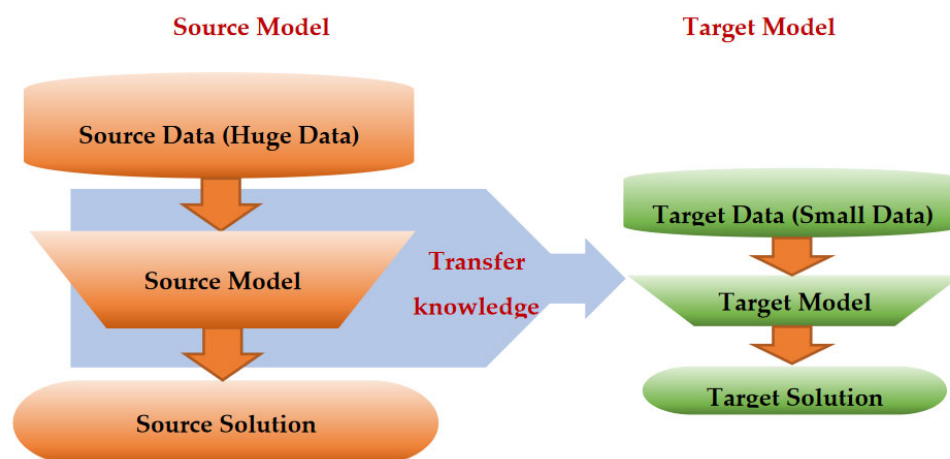 Source Model
Target Model
Source Data (Huge Data)
Source Model
Source Solution
Transfer
knowledge
Target Data (Small Data)
Target Model
Target Solution